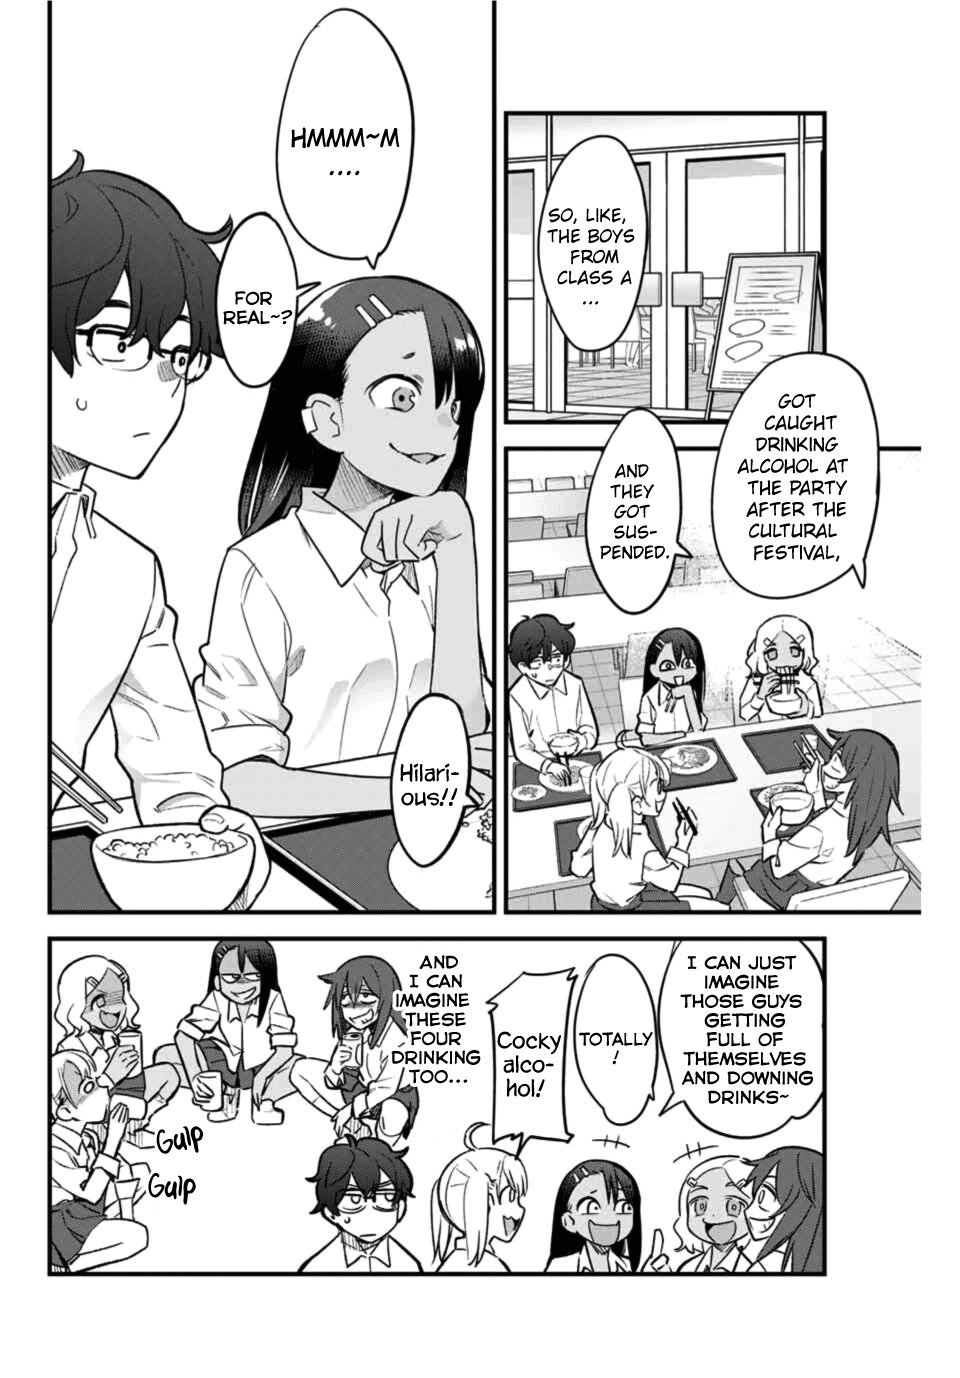 SO, LIKE,
THE BOYS
FROM
CLASS A
...
GOT
CAUGHT
DRINKING
ALCOHOL AT
THE PARTY
AFTER THE
CULTURAL
FESTIVAL,
AND
THEY
GOT
SUS-
PENDED.
HMMM~M
....
FOR
REAL~?
Hilari-
ous!!
I CAN JUST
IMAGINE
THOSE GUYS
GETTING
FULL OF
THEMSELVES
AND DOWNING
DRINKS~
TOTALLY
!
Cocky
alco-
hol!
AND
I CAN
IMAGINE
THESE
FOUR
DRINKING
TOO...
Gulp
Gulp